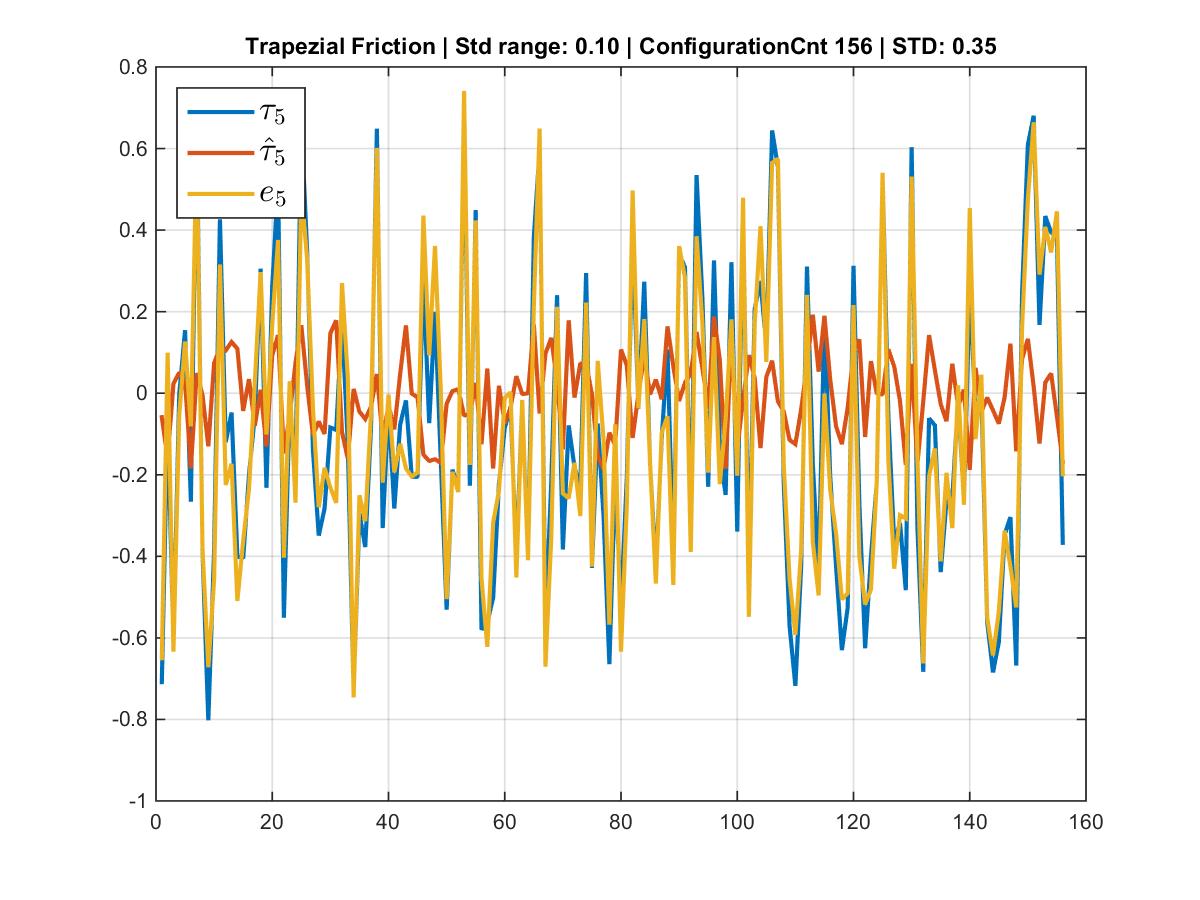 Trapezial Friction | Std range: 0.10 | ConfigurationCnt 156 | STD: 0.35
0.8
0.6
0.4
0.2
0
-0.2
-0.4
-0.6
-0.8
-1
τ₅
τ̂₅
e₅
0 20 40 60 80 100 120 140 160